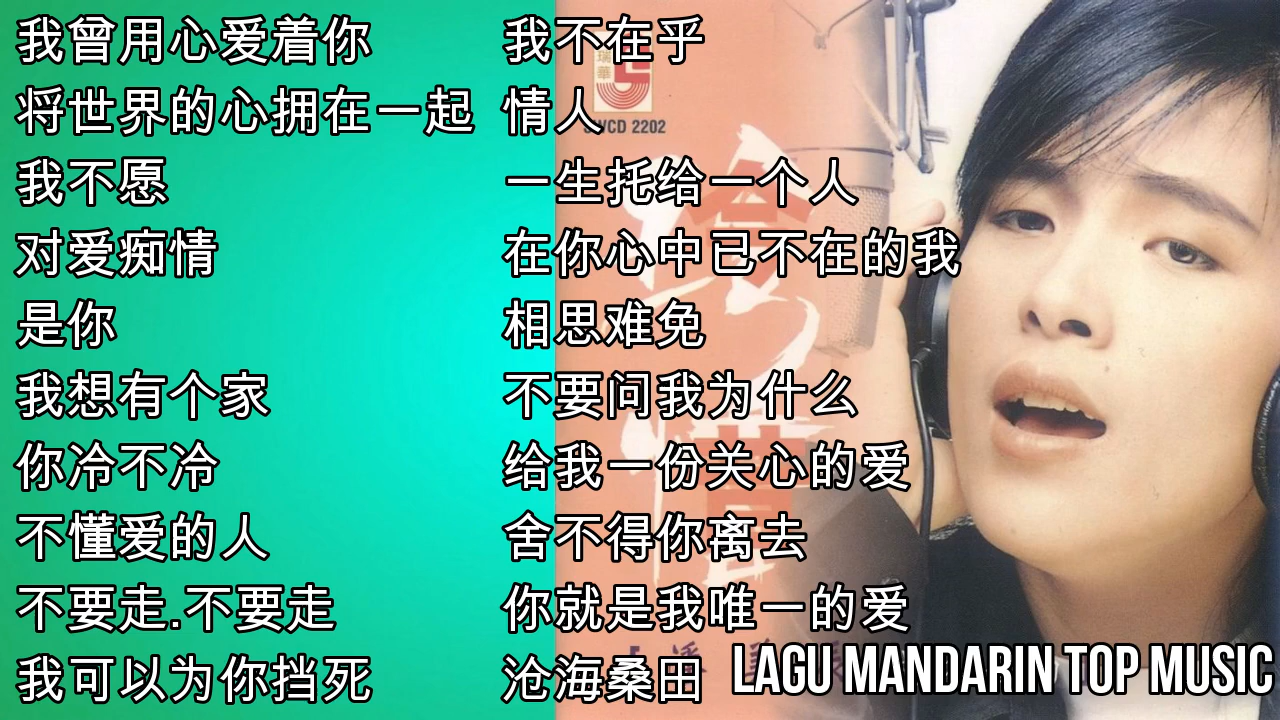 我曾用心爱着你
将世界的心拥在一起
我不愿
对爱痴情
是你
我想有个家
你冷不冷
不懂爱的人
不要走.不要走
我可以为你挡死
我不在乎
情人
一生托给一个人
在你心中已不在的我
相思难免
不要问我为什么
给我一份关心的爱
舍不得你离去
你就是我唯一的爱
沧海桑田
瑞華
CD 2202
LAGU MANDARIN TOP MUSIC